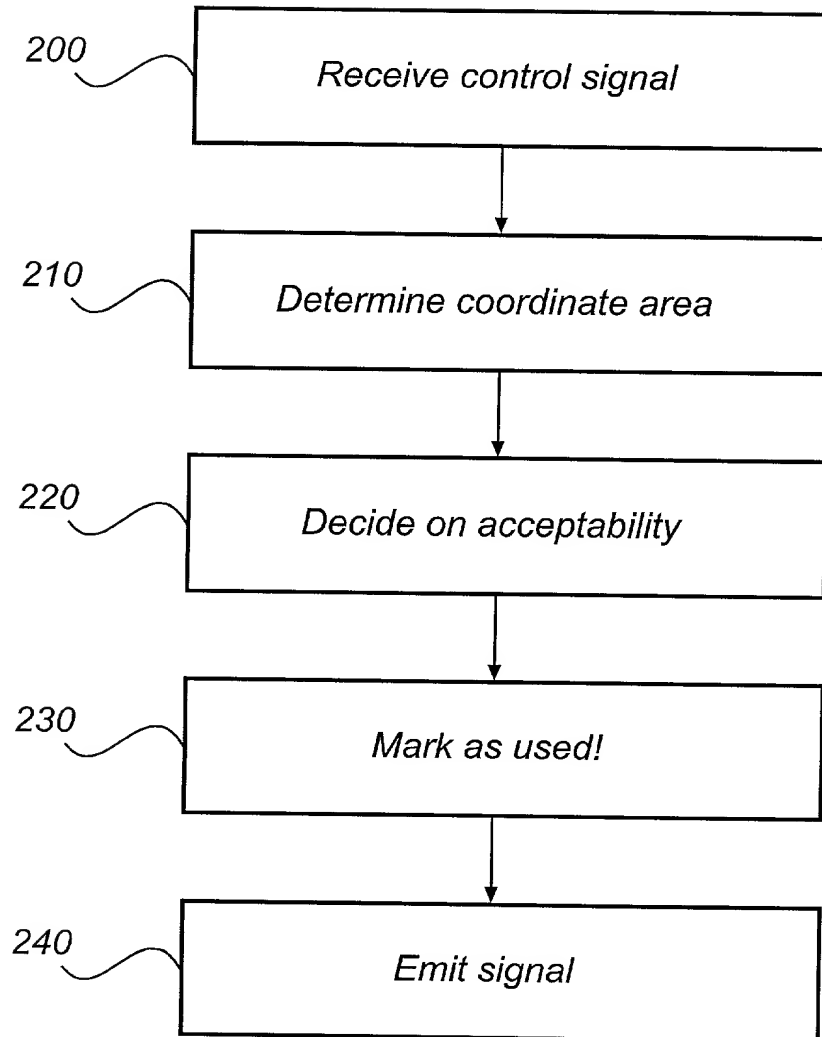 200
Receive control signal
210
Determine coordinate area
220
Decide on acceptability
230
Mark as used!
240
Emit signal